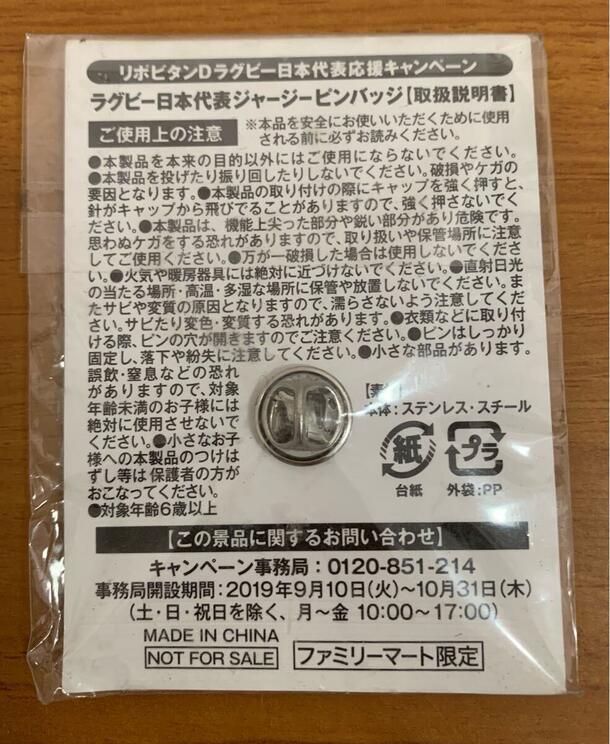 リポビタンDラグビー日本代表応援キャンペーン
ラグビー日本代表ジャージーピンバッジ【取扱説明書】
ご使用上の注意
※本品を安全にお使いいただくために使用
される前に必ずお読みください。
●本製品を本来の目的以外にはご使用にならないでください。
●本製品を投げたり振り回したりしないでください。破損やケガの
要因となります。●本製品の取り付けの際にキャップを強く押すと、
針がキャップから飛びでることがありますので、強く押さないでく
ださい。●本製品は、機能上尖った部分や鋭い部分があり危険です。
思わぬケガをする恐れがありますので、取り扱いや保管場所に注意
してご使用ください。●万が一破損した場合は使用しないでくださ
い。●火気や暖房器具には絶対に近づけないでください。●直射日光
の当たる場所・高温・多湿な場所に保管や放置しないでください。ま
たサビや変質の原因となりますので、濡らさないよう注意してくだ
さい。サビたり変色・変質する恐れがあります。●衣類などに取り付
ける際、ピンの穴が開きますのでご注意ください。●ピンはしっかり
固定し、落下や紛失に注意してください。●小さな部品があります。
誤飲・窒息などの恐れ
がありますので、対象
年齢未満のお子様には
絶対に使用させないで
ください。●小さなお子
様への本製品のつけは
ずし等は保護者の方が
おこなってください。
●対象年齢6歳以上
【素
本体：ステンレス・スチール
紙
プラ
台紙
外袋：PP
【この景品に関するお問い合わせ】
キャンペーン事務局：0120-851-214
事務局開設期間：2019年9月10日(火)～10月31日(木)
(土・日・祝日を除く、月～金 10:00～17:00)
MADE IN CHINA
NOT FOR SALE
ファミリーマート限定